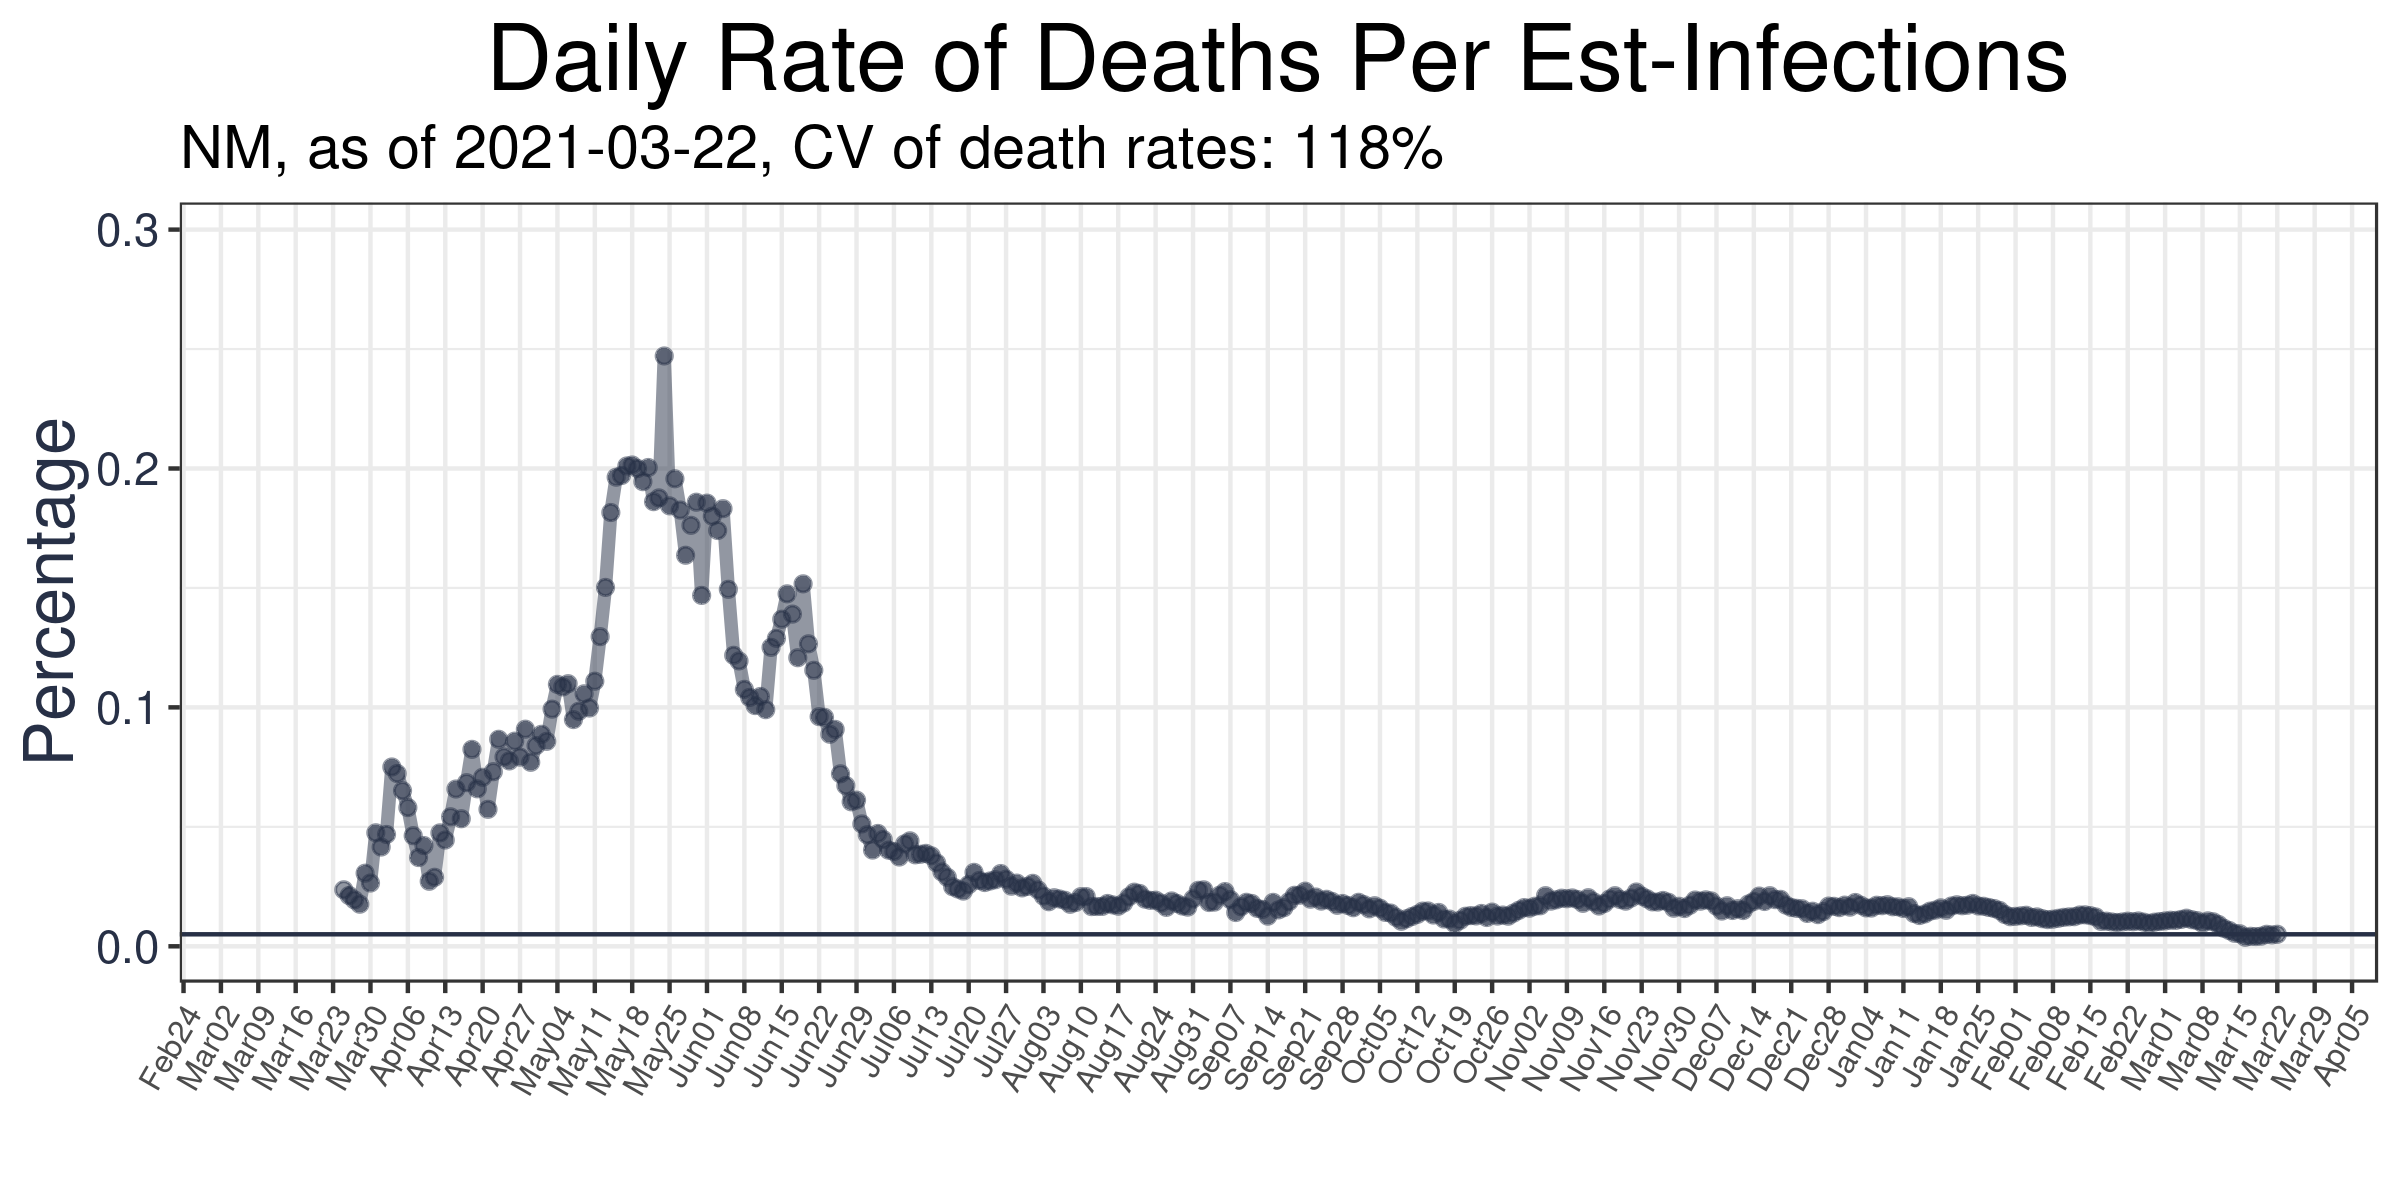 Daily Rate of Deaths Per Est-Infections
NM, as of 2021-03-22, CV of death rates: 118%
Percentage
0.3
0.2
0.1
0.0
Feb24
Mar02
Mar09
Mar16
Mar23
Mar30
Apr06
Apr13
Apr20
Apr27
May04
May11
May18
May25
Jun01
Jun08
Jun15
Jun22
Jun29
Jul06
Jul13
Jul20
Jul27
Aug03
Aug10
Aug17
Aug24
Aug31
Sep07
Sep14
Sep21
Sep28
Oct05
Oct12
Oct19
Oct26
Nov02
Nov09
Nov16
Nov23
Nov30
Dec07
Dec14
Dec21
Dec28
Jan04
Jan11
Jan18
Jan25
Feb01
Feb08
Feb15
Feb22
Mar01
Mar08
Mar15
Mar22
Mar29
Apr05